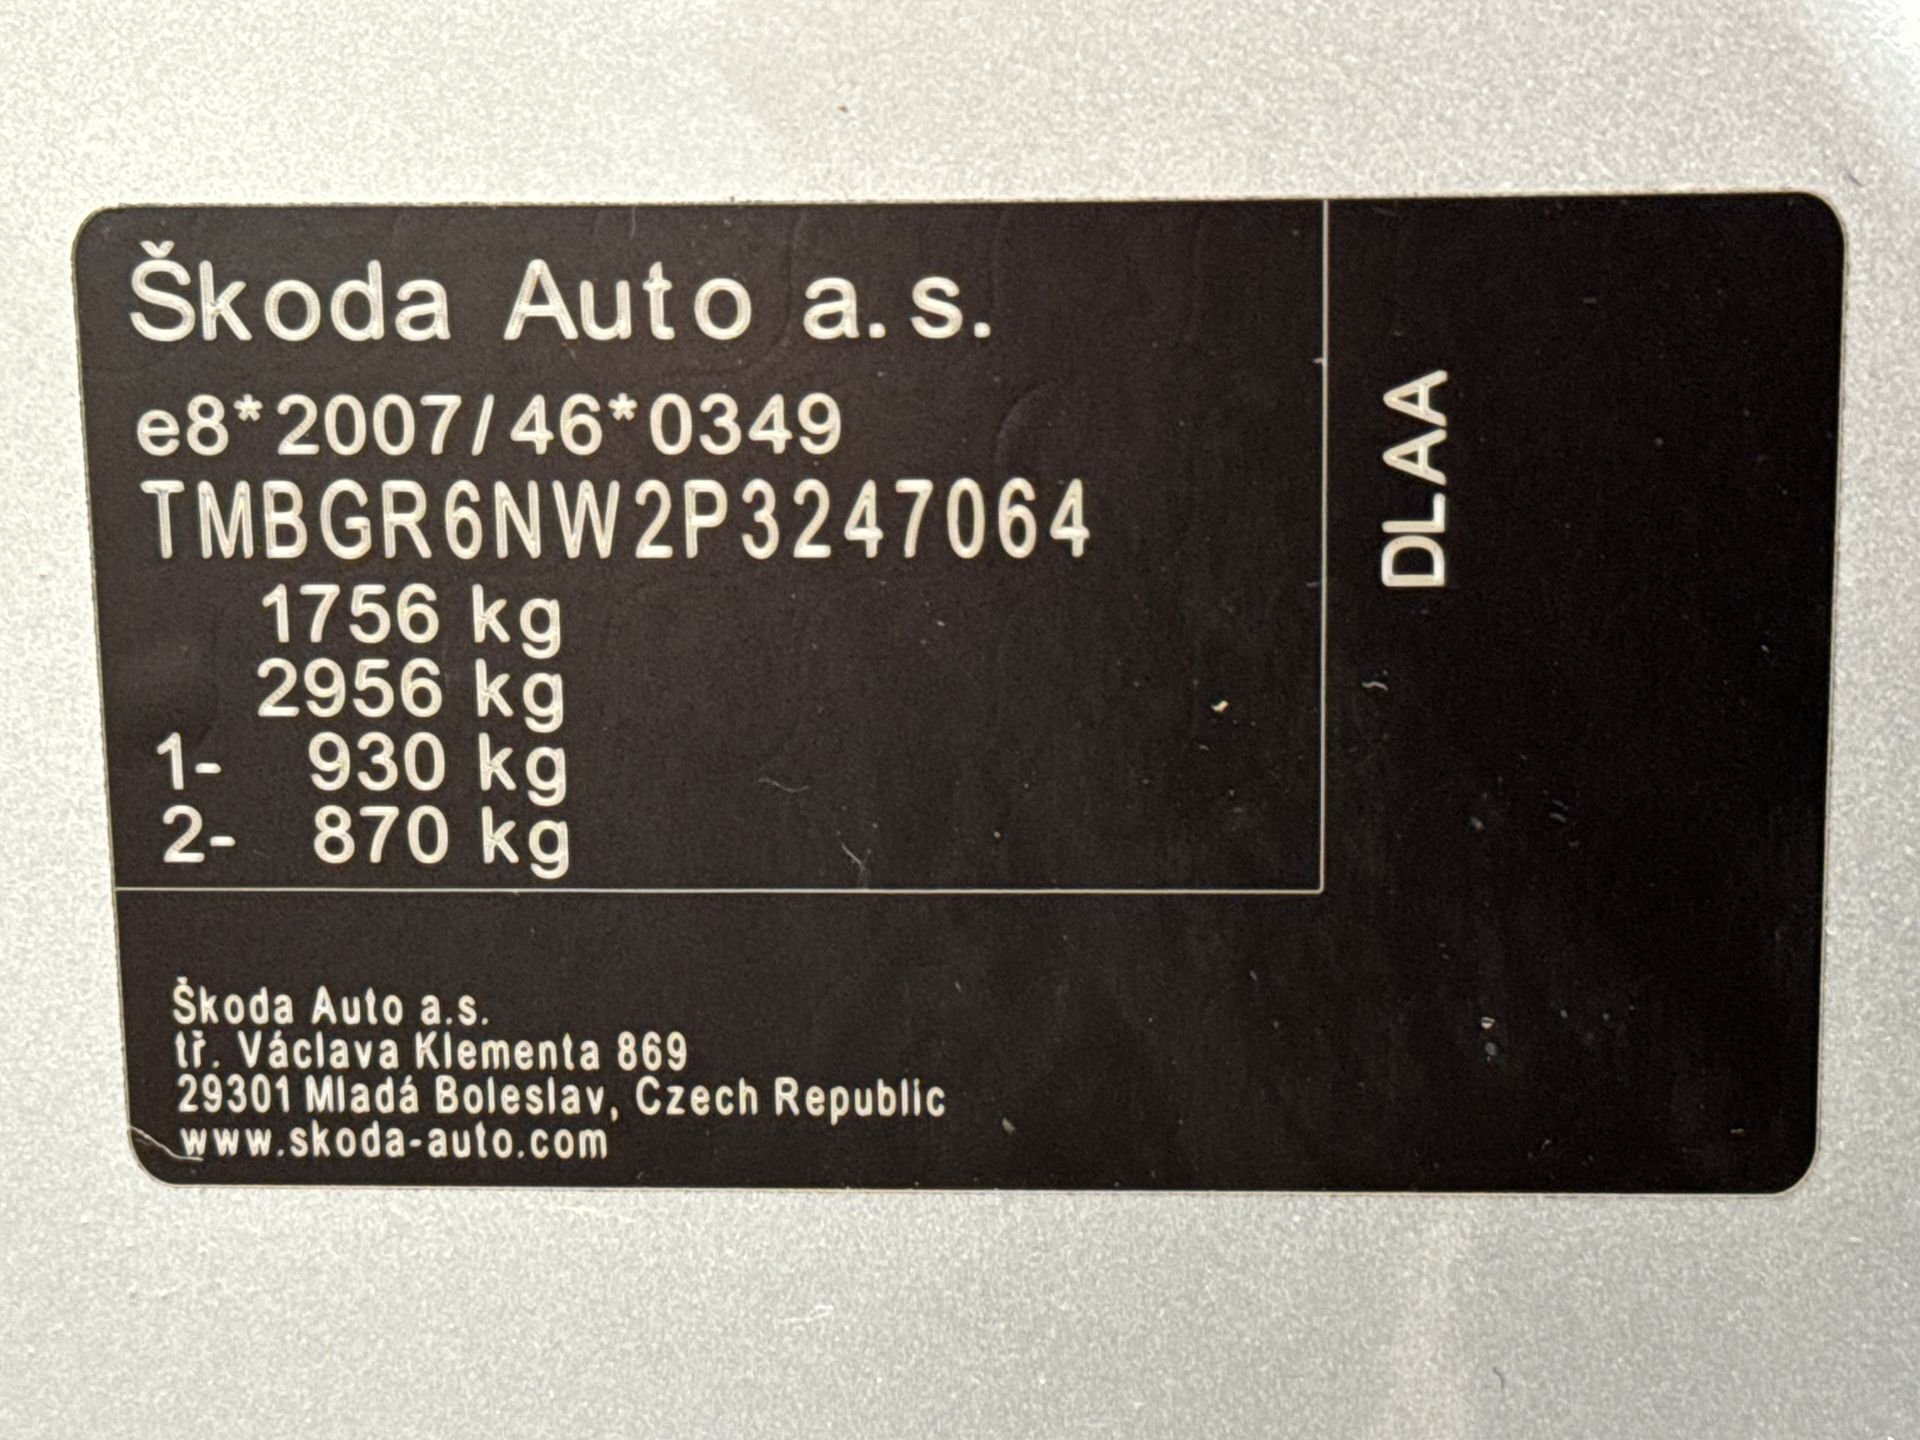 Škoda Auto a.s.
e8*2007/46*0349
TMBGR6NW2P3247064
1756 kg
2956 kg
1- 930 kg
2- 870 kg
DLAA
Škoda Auto a.s.
tř. Václava Klementa 869
29301 Mladá Boleslav, Czech Republic
www.skoda-auto.com